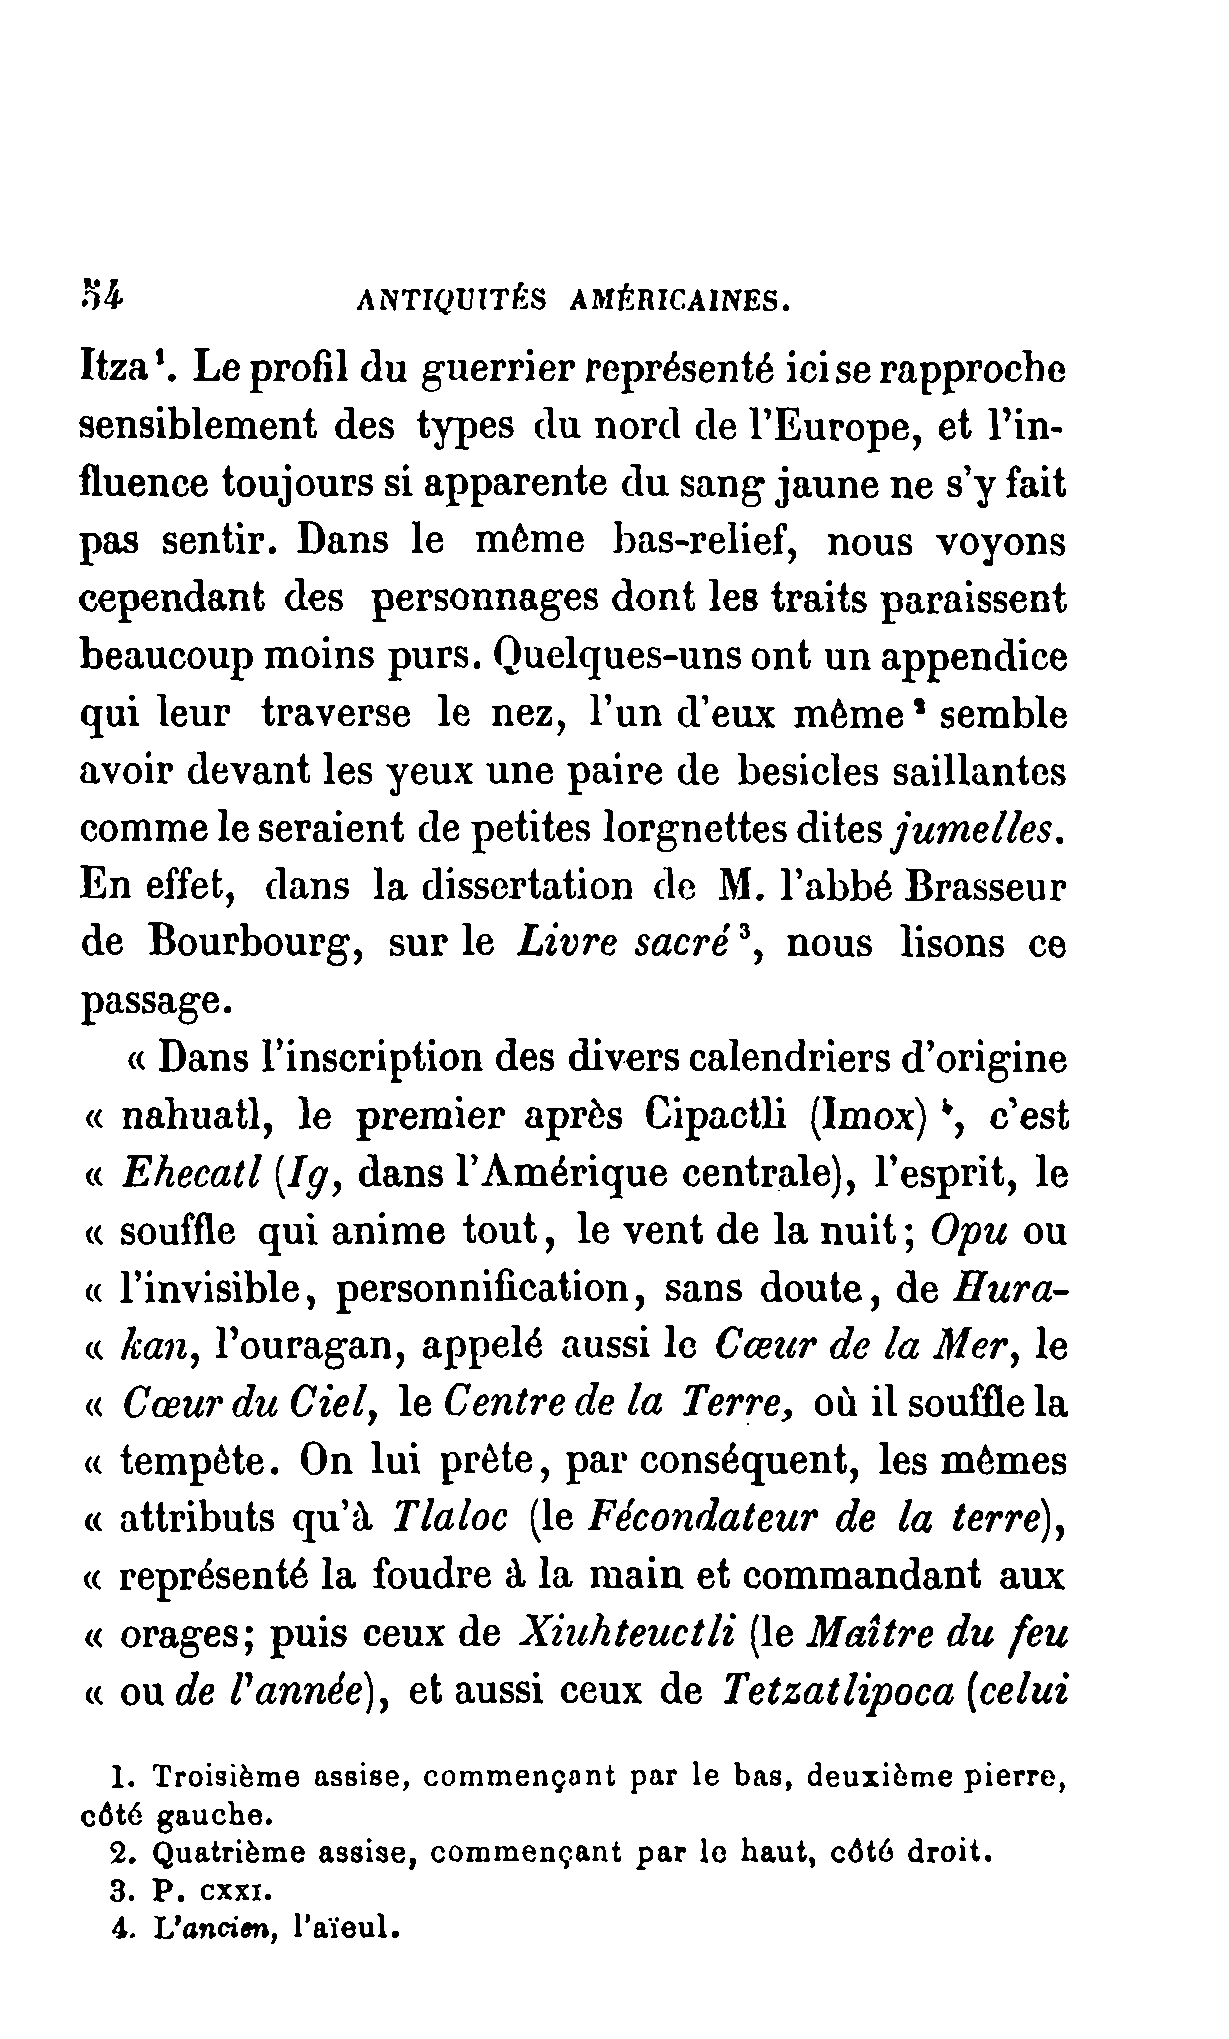 54 ANTIQUITÉS AMÉRICAINES.
Itza¹. Le profil du guerrier représenté ici se rapproche
sensiblement des types du nord de l'Europe, et l'in-
fluence toujours si apparente du sang jaune ne s'y fait
pas sentir. Dans le même bas-relief, nous voyons
cependant des personnages dont les traits paraissent
beaucoup moins purs. Quelques-uns ont un appendice
qui leur traverse le nez, l'un d'eux même² semble
avoir devant les yeux une paire de besicles saillantes
comme le seraient de petites lorgnettes dites jumelles.
En effet, dans la dissertation de M. l'abbé Brasseur
de Bourbourg, sur le Livre sacré³, nous lisons ce
passage.
« Dans l'inscription des divers calendriers d'origine
« nahuatl, le premier après Cipactli (Imox)⁴, c'est
« Ehecatl (Ig, dans l'Amérique centrale), l'esprit, le
« souffle qui anime tout, le vent de la nuit; Opu ou
« l'invisible, personnification, sans doute, de Hura-
« kan, l'ouragan, appelé aussi le Cœur de la Mer, le
« Cœur du Ciel, le Centre de la Terre, où il souffle la
« tempête. On lui prête, par conséquent, les mêmes
« attributs qu'à Tlaloc (le Fécondateur de la terre),
« représenté la foudre à la main et commandant aux
« orages; puis ceux de Xiuhteuctli (le Maître du feu
« ou de l'année), et aussi ceux de Tetzatlipoca (celui
1. Troisième assise, commençant par le bas, deuxième pierre,
côté gauche.
2. Quatrième assise, commençant par le haut, côté droit.
3. P. CXXI.
4. L'ancien, l'aïeul.